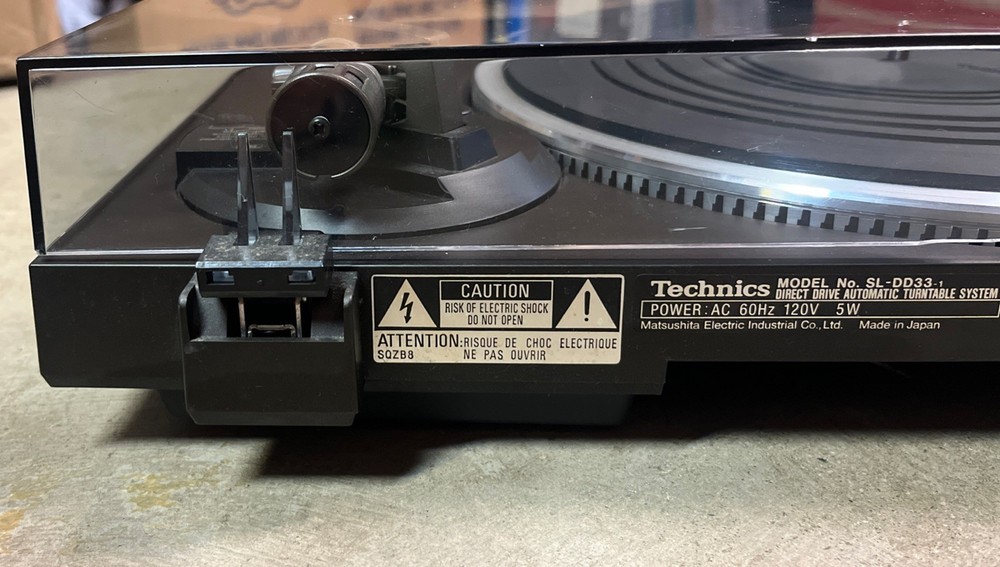 CAUTION
RISK OF ELECTRIC SHOCK
DO NOT OPEN
ATTENTION:RISQUE DE CHOC ELECTRIQUE
SQZB8 NE PAS OUVRIR
Technics MODEL No. SL-DD33-1
DIRECT DRIVE AUTOMATIC TURNTABLE SYSTEM
POWER:AC 60Hz 120V 5W
Matsushita Electric Industrial Co., Ltd. Made in Japan